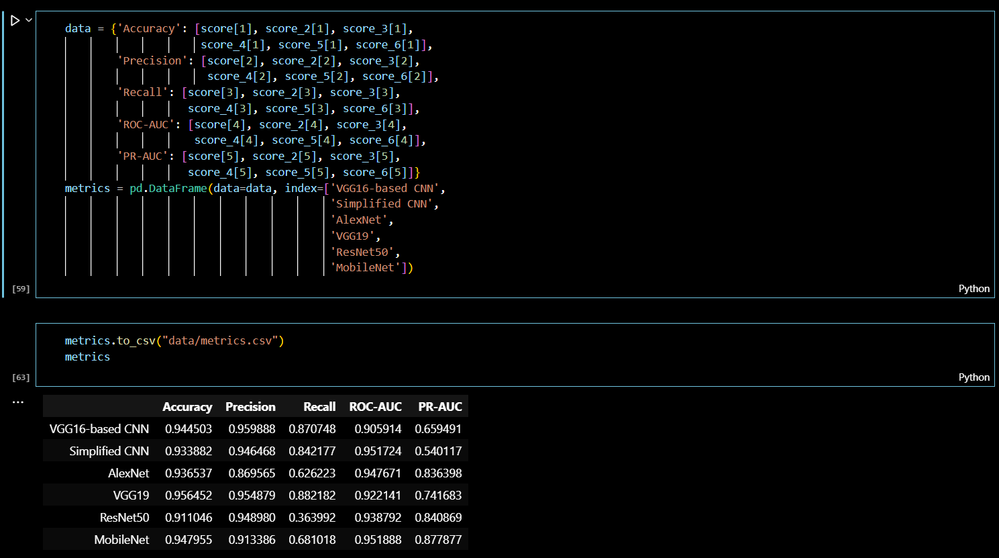 data = {'Accuracy': [score[1], score_2[1], score_3[1],
score_4[1], score_5[1], score_6[1]],
'Precision': [score[2], score_2[2], score_3[2],
score_4[2], score_5[2], score_6[2]],
'Recall': [score[3], score_2[3], score_3[3],
score_4[3], score_5[3], score_6[3]],
'ROC-AUC': [score[4], score_2[4], score_3[4],
score_4[4], score_5[4], score_6[4]],
'PR-AUC': [score[5], score_2[5], score_3[5],
score_4[5], score_5[5], score_6[5]]}
metrics = pd.DataFrame(data=data, index=['VGG16-based CNN',
'Simplified CNN',
'AlexNet',
'VGG19',
'ResNet50',
'MobileNet'])
[59] Python
metrics.to_csv("data/metrics.csv")
metrics
[63] Python
... Accuracy Precision Recall ROC-AUC PR-AUC
VGG16-based CNN 0.944503 0.959888 0.870748 0.905914 0.659491
Simplified CNN 0.933882 0.946468 0.842177 0.951724 0.540117
AlexNet 0.936537 0.869565 0.626223 0.947671 0.836398
VGG19 0.956452 0.954879 0.882182 0.922141 0.741683
ResNet50 0.911046 0.948980 0.363992 0.938792 0.840869
MobileNet 0.947955 0.913386 0.681018 0.951888 0.877877